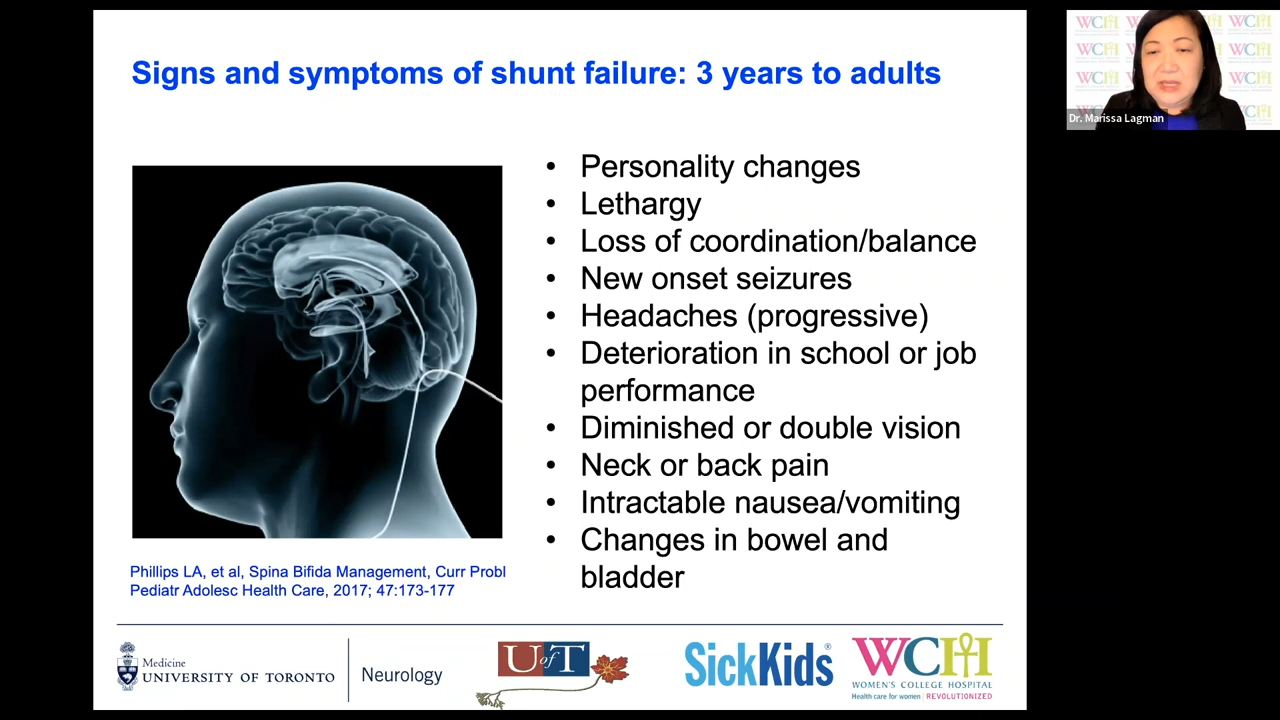 Signs and symptoms of shunt failure: 3 years to adults
• Personality changes
• Lethargy
• Loss of coordination/balance
• New onset seizures
• Headaches (progressive)
• Deterioration in school or job
performance
• Diminished or double vision
• Neck or back pain
• Intractable nausea/vomiting
• Changes in bowel and
bladder
Phillips LA, et al, Spina Bifida Management, Curr Probl
Pediatr Adolesc Health Care, 2017; 47:173-177
Medicine
UNIVERSITY OF TORONTO
Neurology
UofT
SickKids®
WCH
WOMEN'S COLLEGE HOSPITAL
Health care for women | REVOLUTIONIZED
WCH
Dr. Marissa Lagman